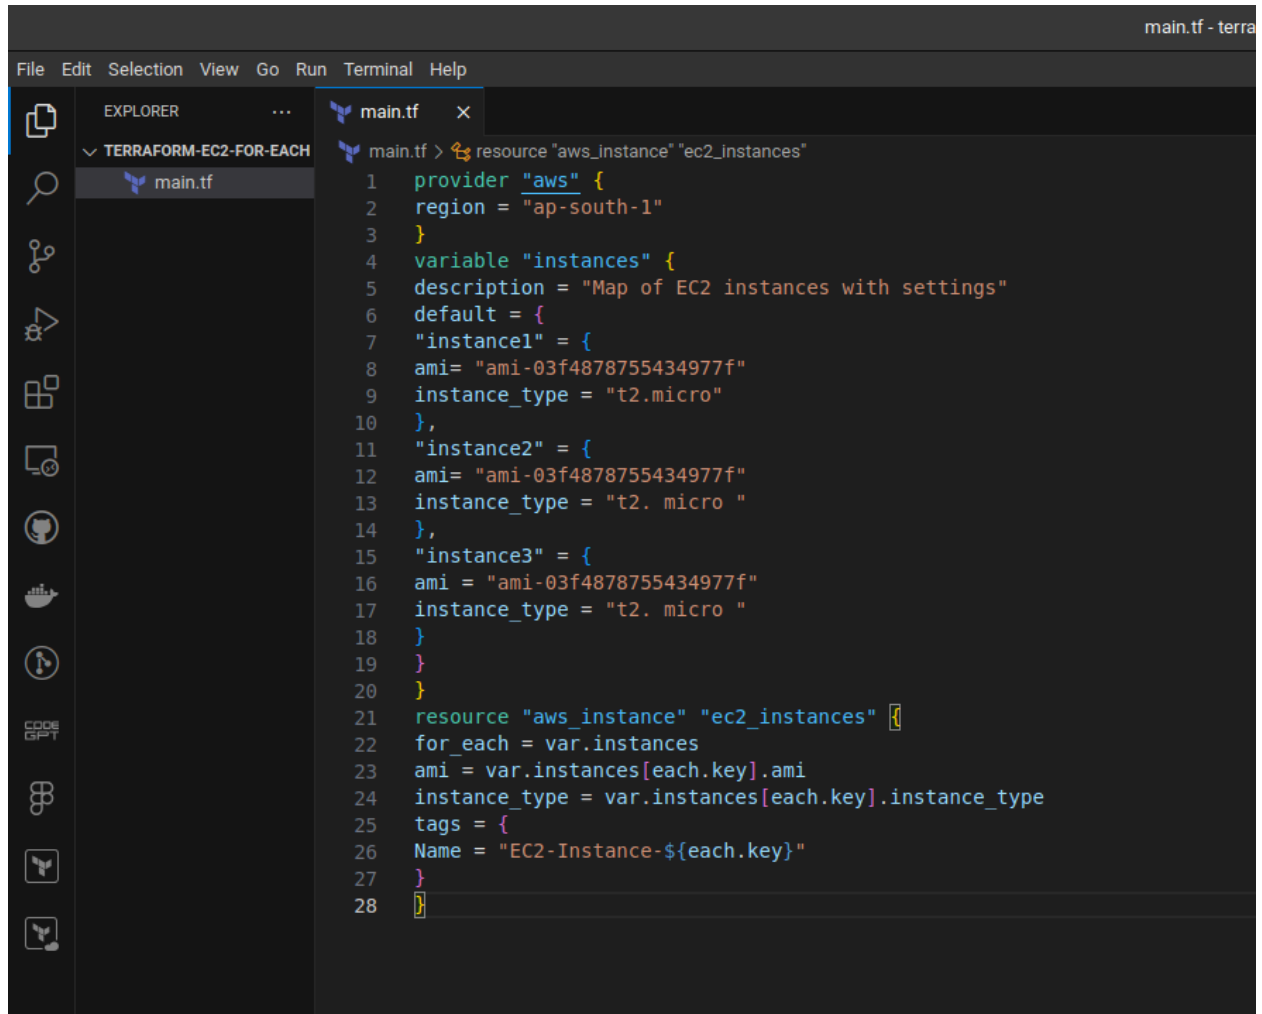 main.tf - terra
File Edit Selection View Go Run Terminal Help
EXPLORER ...
main.tf ×
TERRAFORM-EC2-FOR-EACH
main.tf > resource "aws_instance" "ec2_instances"
main.tf
1 provider "aws" {
2 region = "ap-south-1"
3 }
4 variable "instances" {
5 description = "Map of EC2 instances with settings"
6 default = {
7 "instance1" = {
8 ami= "ami-03f4878755434977f"
9 instance_type = "t2.micro"
10 },
11 "instance2" = {
12 ami= "ami-03f4878755434977f"
13 instance_type = "t2. micro "
14 },
15 "instance3" = {
16 ami = "ami-03f4878755434977f"
17 instance_type = "t2. micro "
18 }
19 }
20 }
21 resource "aws_instance" "ec2_instances" {
22 for_each = var.instances
23 ami = var.instances[each.key].ami
24 instance_type = var.instances[each.key].instance_type
25 tags = {
26 Name = "EC2-Instance-${each.key}"
27 }
28 }
CODE
GPT